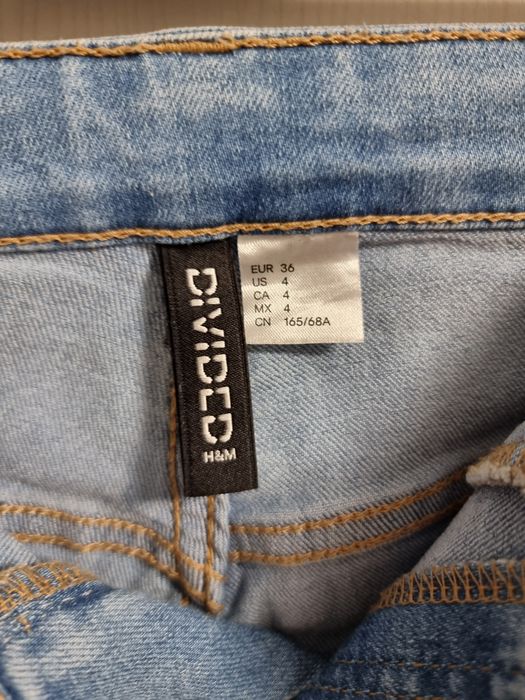 DIVIDED
H&M
EUR 36
US 4
CA 4
MX 4
CN 165/68A